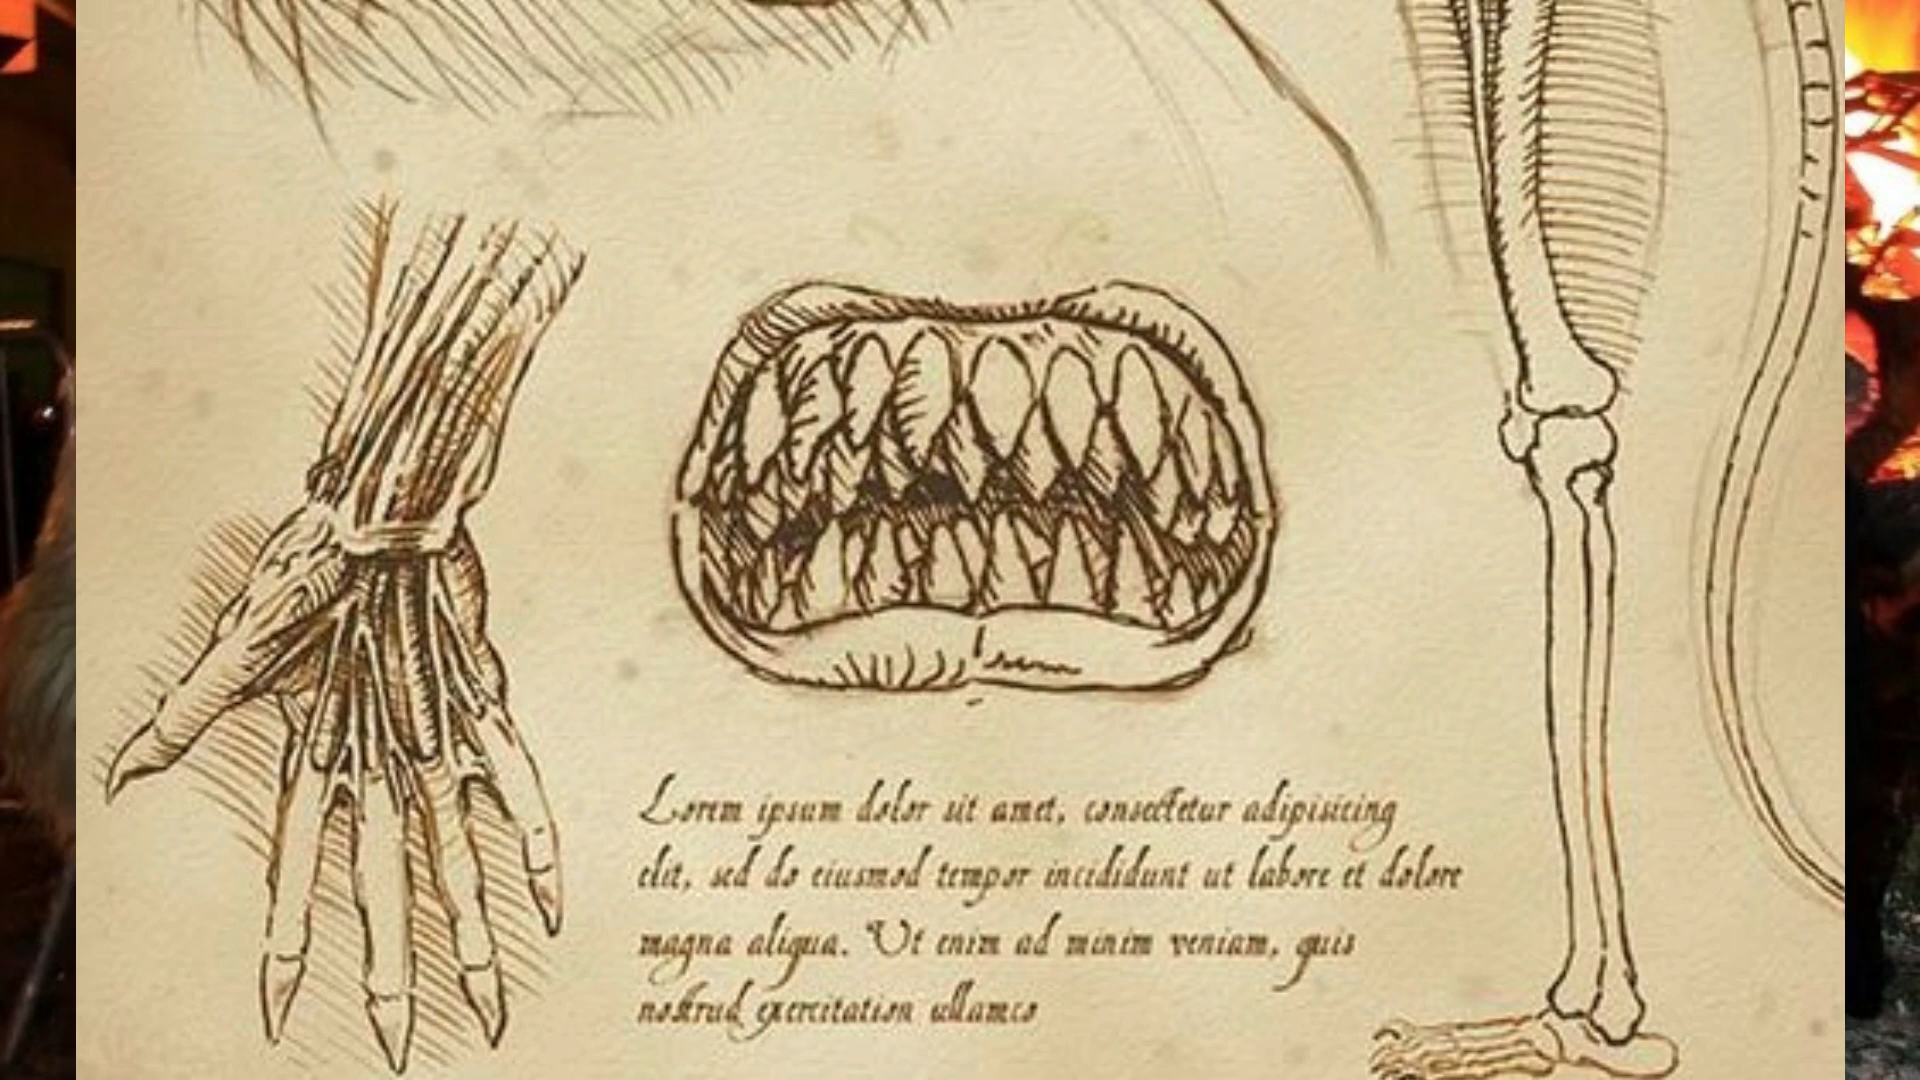 Lorem ipsum dolor sit amet, consectetur adipisicing
elit, sed do eiusmod tempor incididunt ut labore et dolore
magna aliqua. Ut enim ad minim veniam, quis
nostrud exercitation ullamco